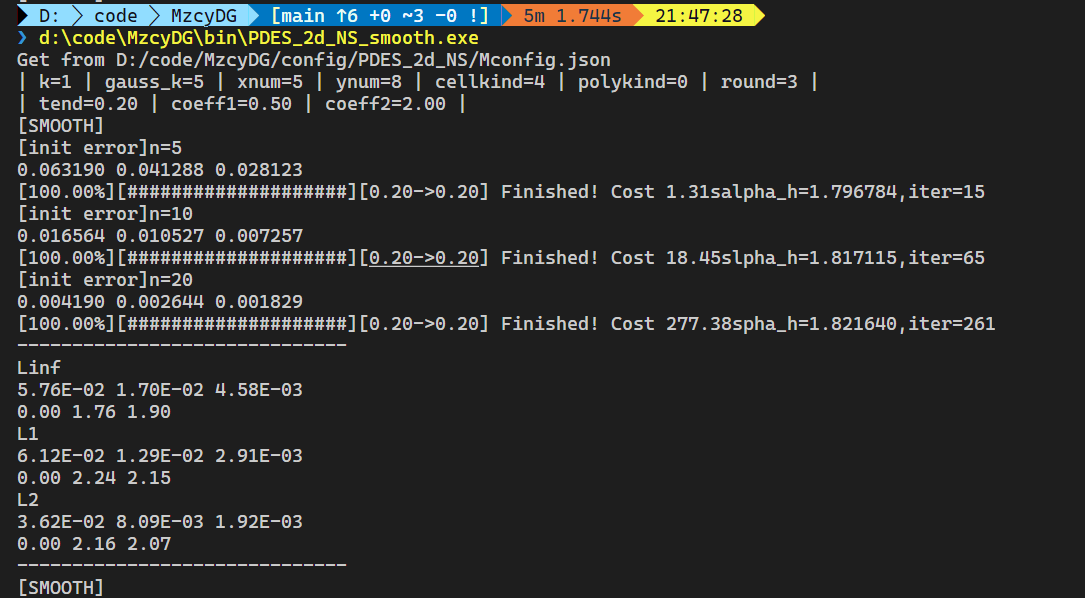 D: code MzcyDG [main ↑6 +0 ~3 -0 !] 5m 1.744s 21:47:28
❯ d:\code\MzcyDG\bin\PDES_2d_NS_smooth.exe
Get from D:/code/MzcyDG/config/PDES_2d_NS/Mconfig.json
| k=1 | gauss_k=5 | xnum=5 | ynum=8 | cellkind=4 | polykind=0 | round=3 |
| tend=0.20 | coeff1=0.50 | coeff2=2.00 |
[SMOOTH]
[init error]n=5
0.063190 0.041288 0.028123
[100.00%][####################][0.20->0.20] Finished! Cost 1.31salpha_h=1.796784,iter=15
[init error]n=10
0.016564 0.010527 0.007257
[100.00%][####################][0.20->0.20] Finished! Cost 18.45slpha_h=1.817115,iter=65
[init error]n=20
0.004190 0.002644 0.001829
[100.00%][####################][0.20->0.20] Finished! Cost 277.38spha_h=1.821640,iter=261
------------------------------
Linf
5.76E-02 1.70E-02 4.58E-03
0.00 1.76 1.90
L1
6.12E-02 1.29E-02 2.91E-03
0.00 2.24 2.15
L2
3.62E-02 8.09E-03 1.92E-03
0.00 2.16 2.07
------------------------------
[SMOOTH]